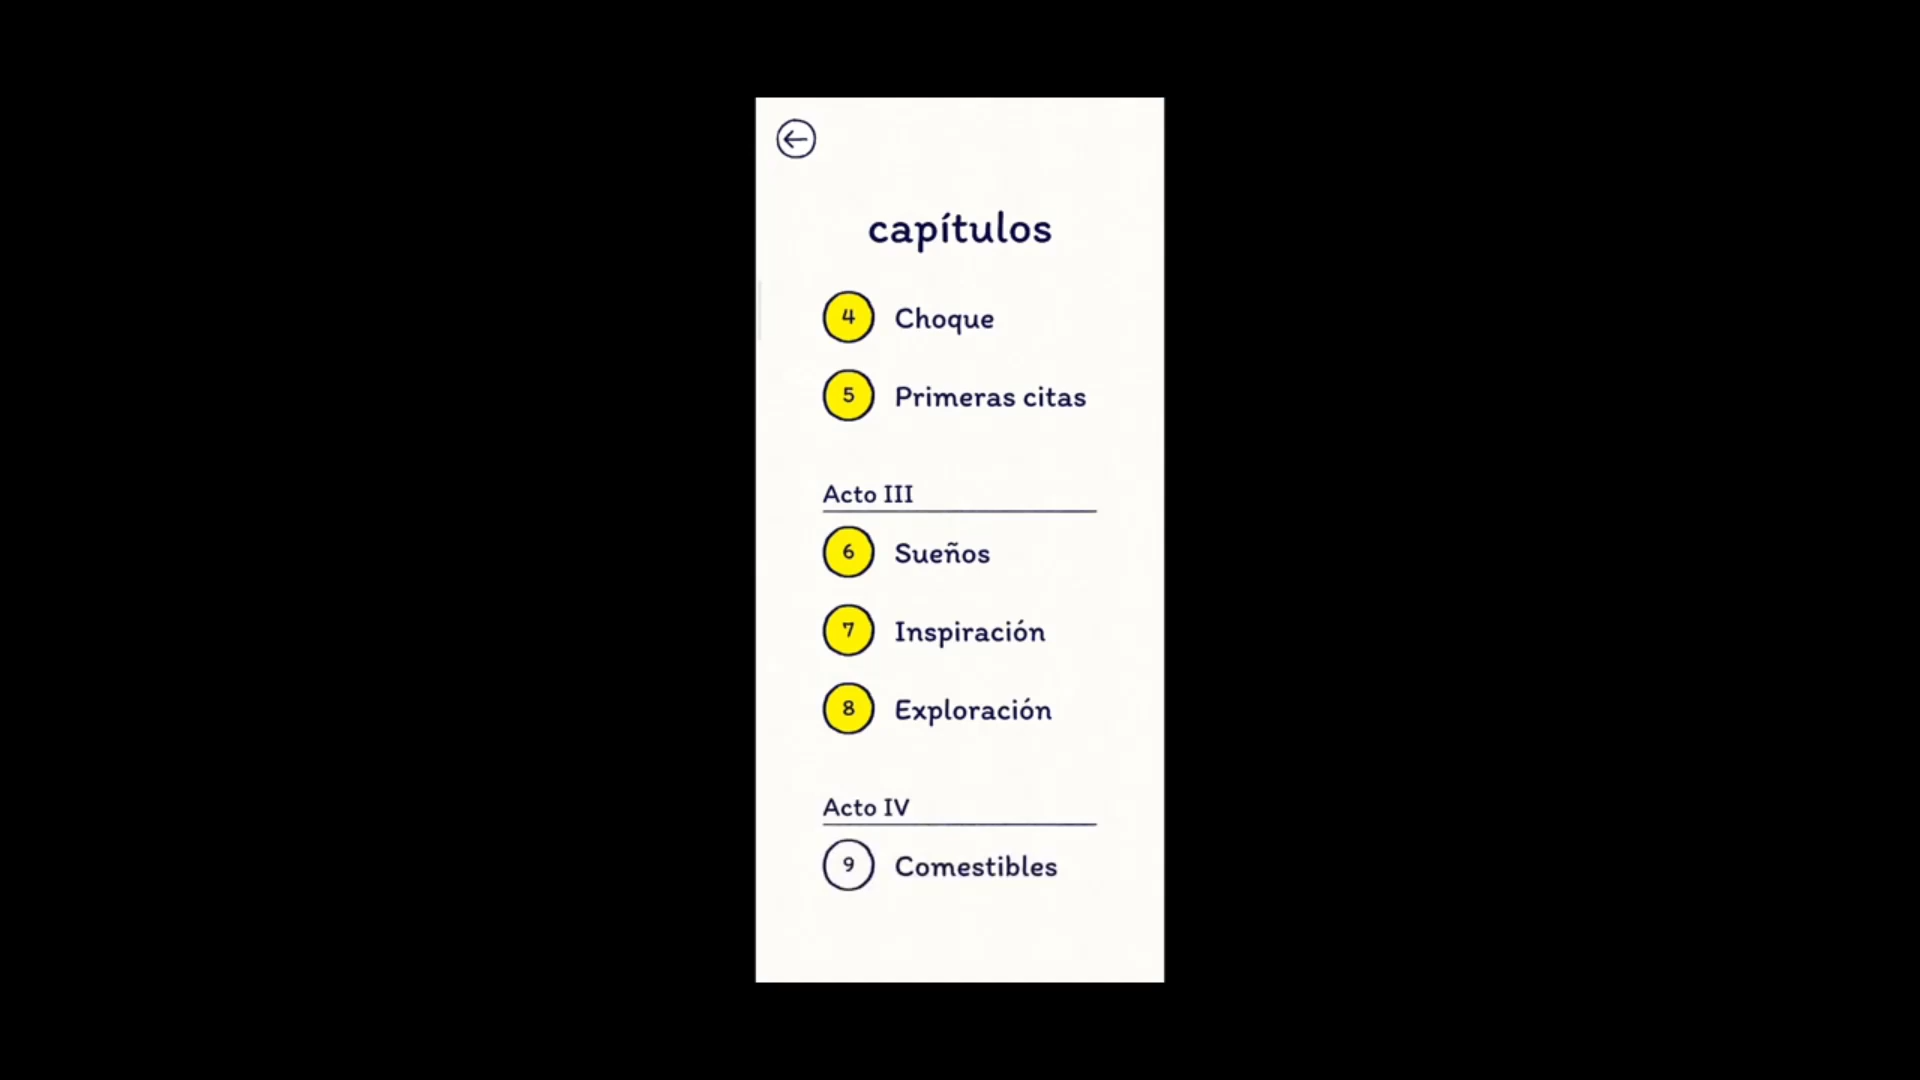 capítulos
4 Choque
5 Primeras citas
Acto III
6 Sueños
7 Inspiración
8 Exploración
Acto IV
9 Comestibles